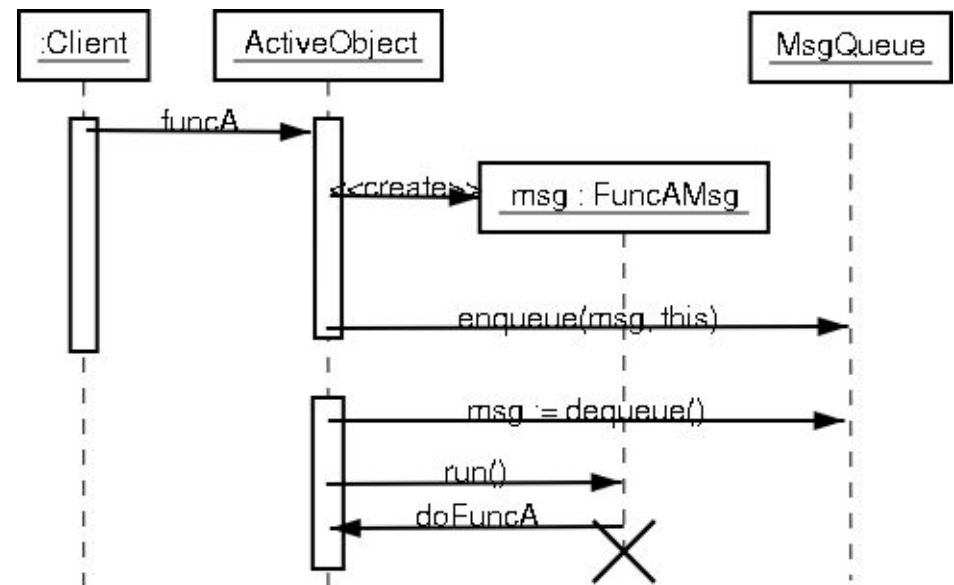 :Client
ActiveObject
MsgQueue
funcA
<<create>>
msg : FuncAMsg
enqueue(msg, this)
msg := dequeue()
run()
doFuncA